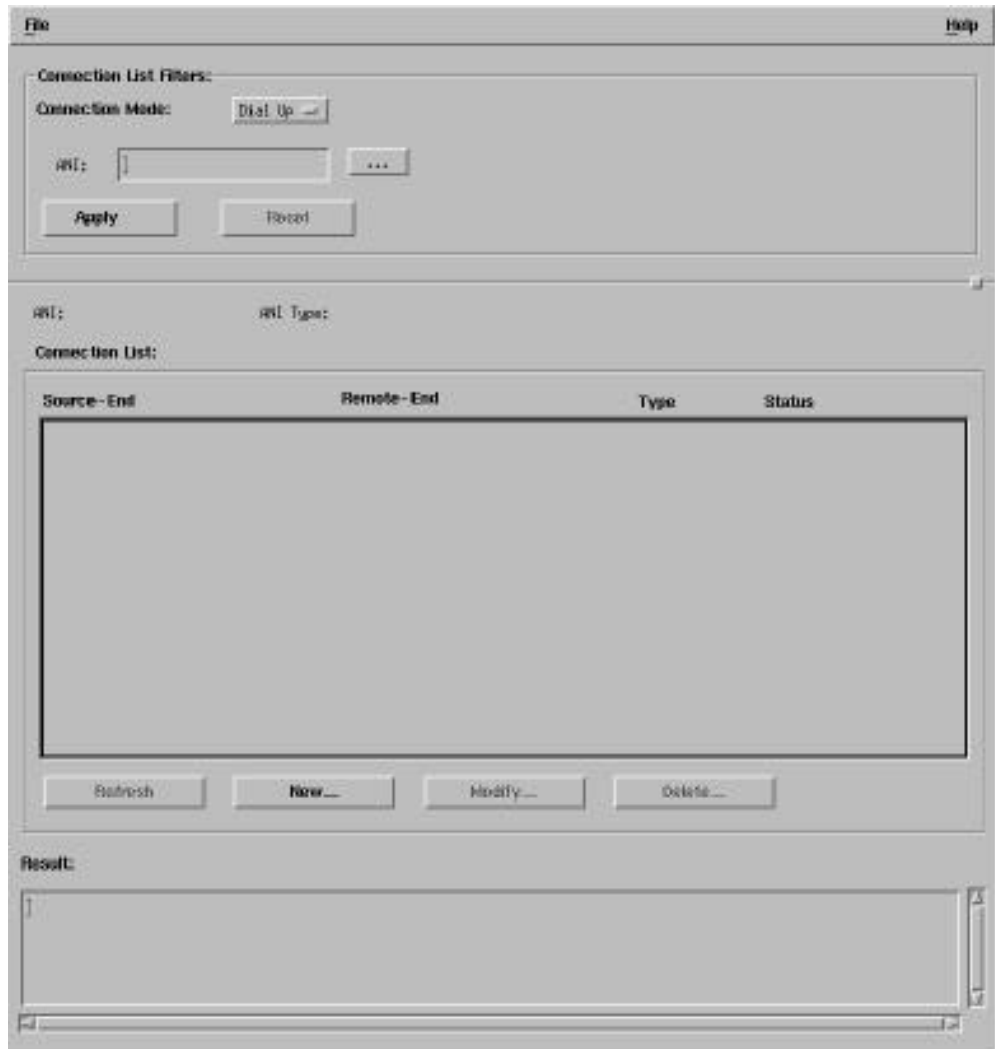 File Help
Connection List Filters:
Connection Mode: Dial Up
ANI: ...
Apply Reset
ANI: ANI Type:
Connection List:
Source-End Remote-End Type Status
Refresh New... Modify... Delete...
Result: